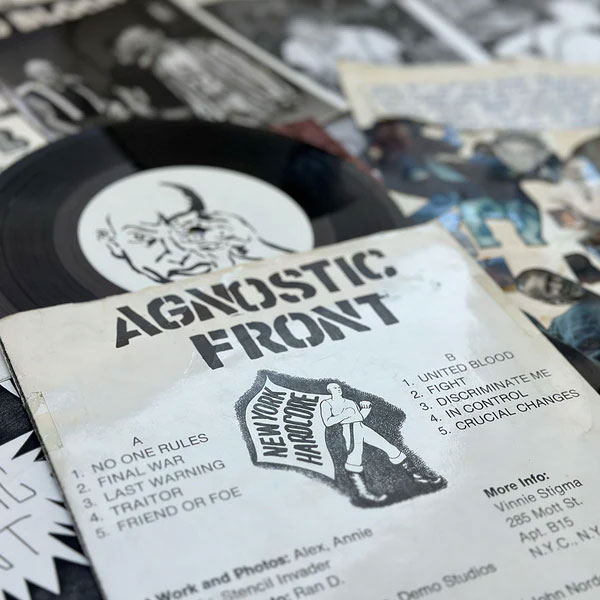 AGNOSTIC
FRONT
NEW YORK
HARDCORE
A
1. NO ONE RULES
2. FINAL WAR
3. LAST WARNING
4. TRAITOR
5. FRIEND OR FOE
B
1. UNITED BLOOD
2. FIGHT
3. DISCRIMINATE ME
4. IN CONTROL
5. CRUCIAL CHANGES
More Info:
Vinnie Stigma
285 Mott St.
Apt. B15
N.Y.C., N.Y.
Work and Photos: Alex, Annie
Stencil Invader
to: Ran D.
Demo Studios
John